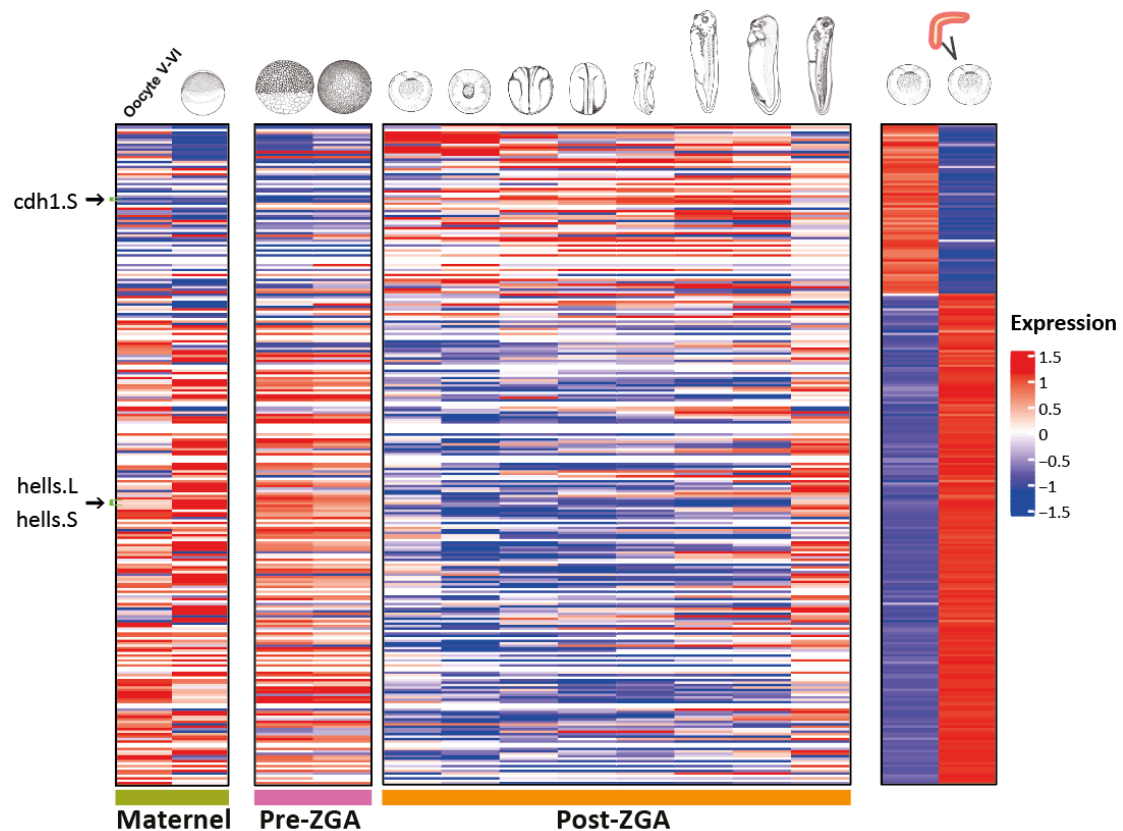 Oocyte V-VI
cdh1.S
hells.L
hells.S
Expression
1.5
1
0.5
0
−0.5
−1
−1.5
Maternel
Pre-ZGA
Post-ZGA